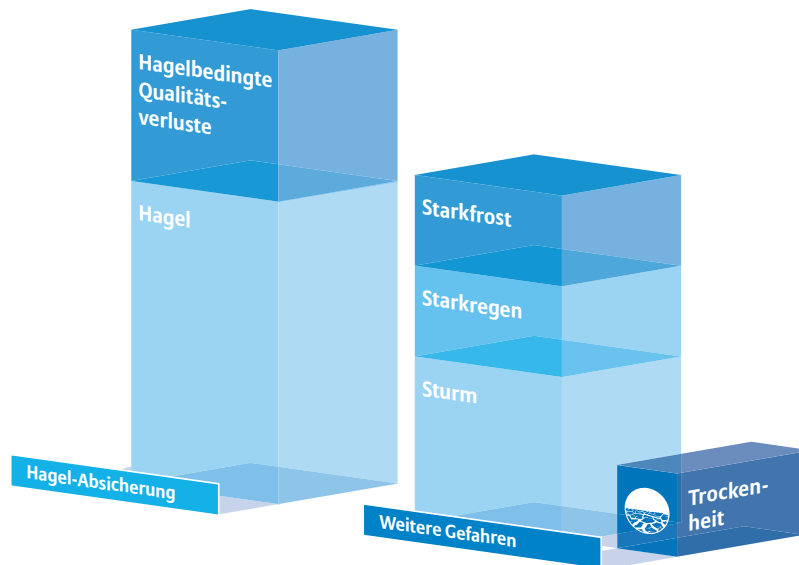 Hagelbedingte
Qualitäts-
verluste
Hagel
Hagel-Absicherung
Starkfrost
Starkregen
Sturm
Weitere Gefahren
Trocken-
heit